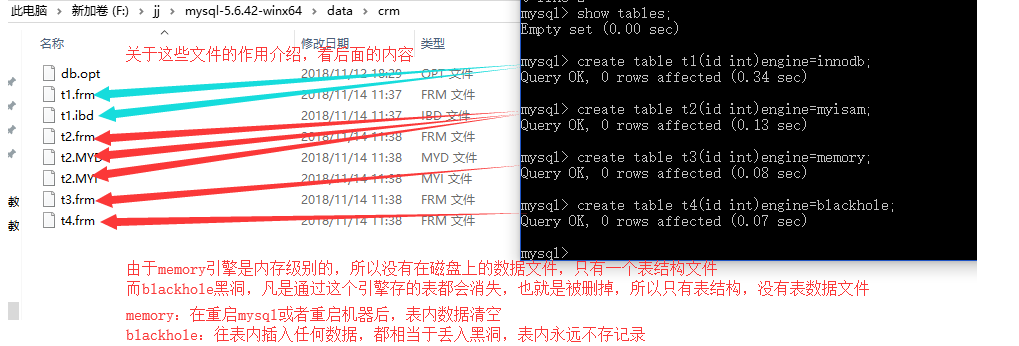 此电脑 > 新加卷 (F:) > jj > mysql-5.6.42-winx64 > data > crm
名称 修改日期 类型
关于这些文件的作用介绍，看后面的内容
db.opt 2018/11/12 18:29 OPT 文件
t1.frm 2018/11/14 11:37 FRM 文件
t1.ibd 2018/11/14 11:37 IBD 文件
t2.frm 2018/11/14 11:38 FRM 文件
t2.MYD 2018/11/14 11:38 MYD 文件
t2.MYI 2018/11/14 11:38 MYI 文件
t3.frm 2018/11/14 11:38 FRM 文件
t4.frm 2018/11/14 11:38 FRM 文件
教
教
mysql> show tables;
Empty set (0.00 sec)
mysql> create table t1(id int)engine=innodb;
Query OK, 0 rows affected (0.34 sec)
mysql> create table t2(id int)engine=myisam;
Query OK, 0 rows affected (0.13 sec)
mysql> create table t3(id int)engine=memory;
Query OK, 0 rows affected (0.08 sec)
mysql> create table t4(id int)engine=blackhole;
Query OK, 0 rows affected (0.07 sec)
mysql>
由于memory引擎是内存级别的，所以没有在磁盘上的数据文件，只有一个表结构文件
而blackhole黑洞，凡是通过这个引擎存的表都会消失，也就是被删掉，所以只有表结构，没有表数据文件
memory：在重启mysql或者重启机器后，表内数据清空
blackhole：往表内插入任何数据，都相当于丢入黑洞，表内永远不存记录